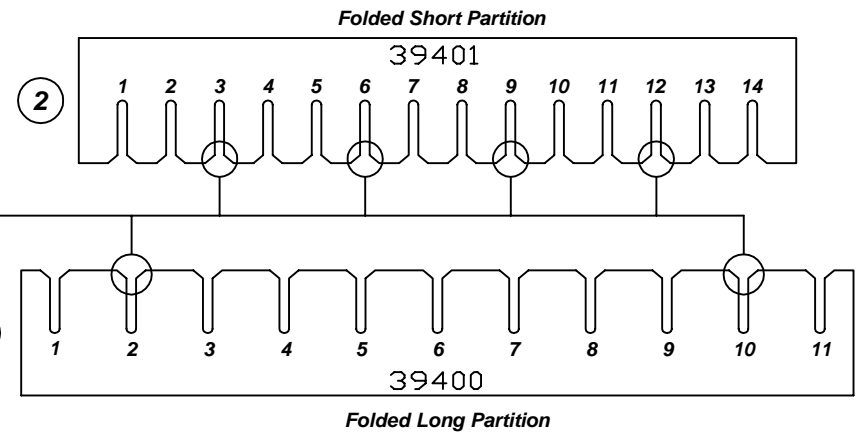 Folded Short Partition
39401
2
1 2 3 4 5 6 7 8 9 10 11 12 13 14
1 2 3 4 5 6 7 8 9 10 11
39400
Folded Long Partition